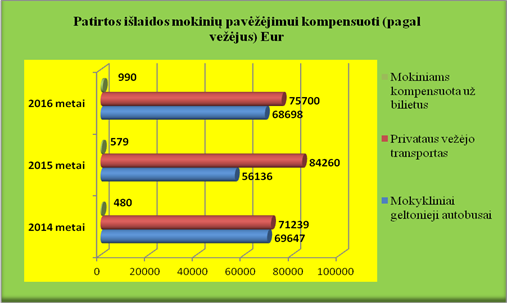 Patirtos išlaidos mokinių pavėžėjimui kompensuoti (pagal
vežėjus) Eur
990
2016 metai
75700
68698
579
2015 metai
84260
56136
480
2014 metai
71239
69647
0 20000 40000 60000 80000 100000
Mokiniams
kompensuota už
bilietus
Privataus vežėjo
transportas
Mokykliniai
geltonieji autobusai